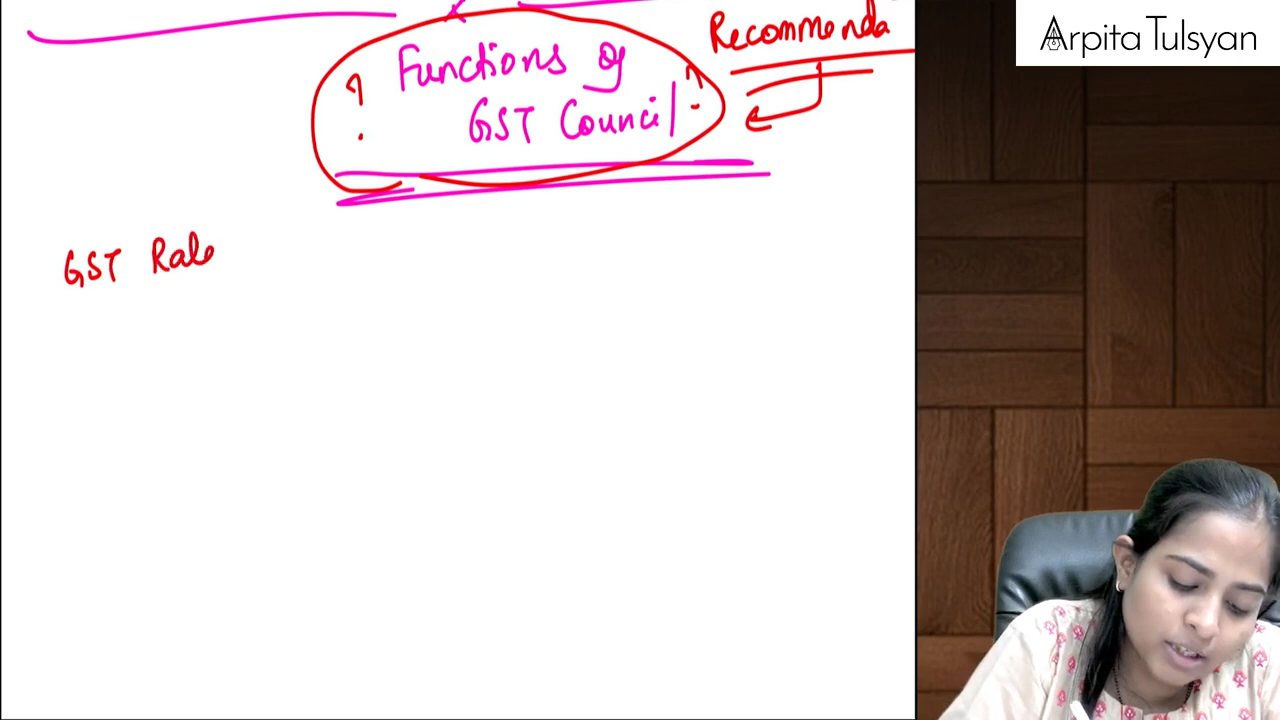 Recommenda
Arpita Tulsyan
? Functions of ?
GST Council
GST Rate